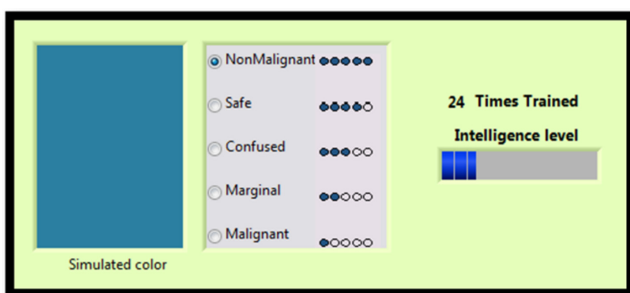 NonMalignant
Safe
Confused
Marginal
Malignant
Simulated color
24 Times Trained
Intelligence level